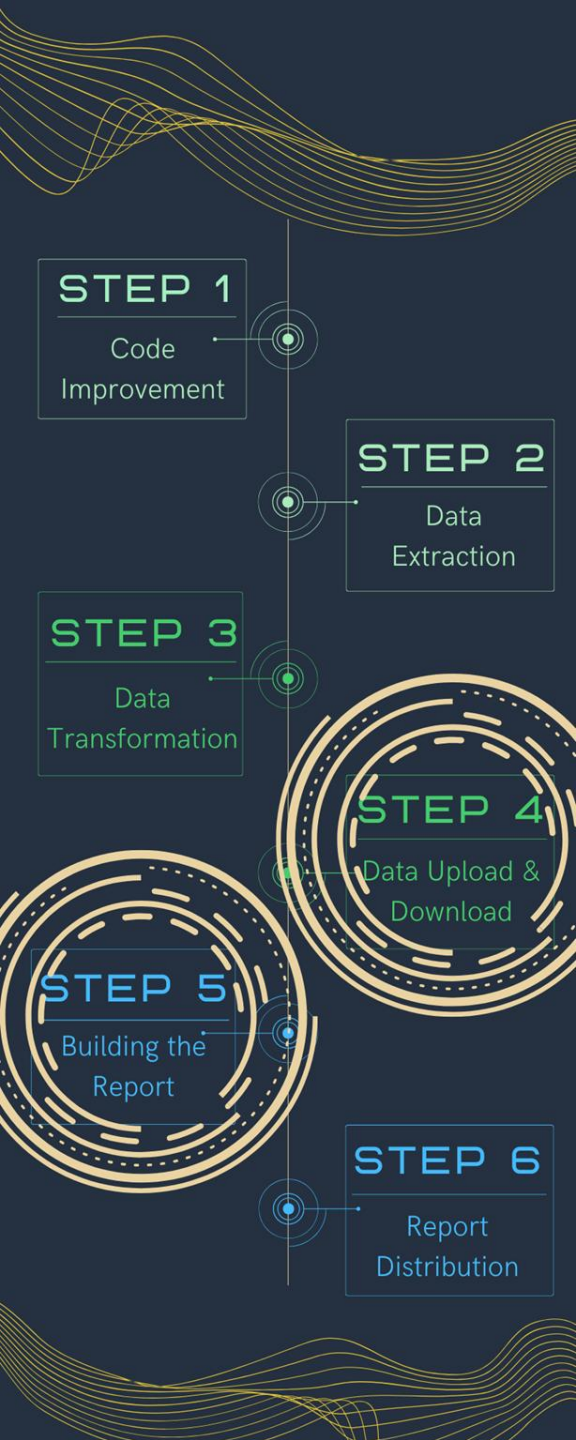 STEP 1
Code
Improvement
STEP 2
Data
Extraction
STEP 3
Data
Transformation
STEP 4
Data Upload &
Download
STEP 5
Building the
Report
STEP 6
Report
Distribution